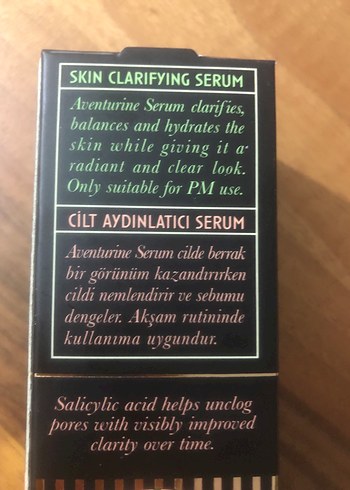 SKIN CLARIFYING SERUM
Aventurine Serum clarifies,
balances and hydrates the
skin while giving it a
radiant and clear look.
Only suitable for PM use.
CİLT AYDINLATICI SERUM
Aventurine Serum cilde berrak
bir görünüm kazandırırken
cildi nemlendirir ve sebumu
dengeler. Akşam rutininde
kullanıma uygundur.
Salicylic acid helps unclog
pores with visibly improved
clarity over time.